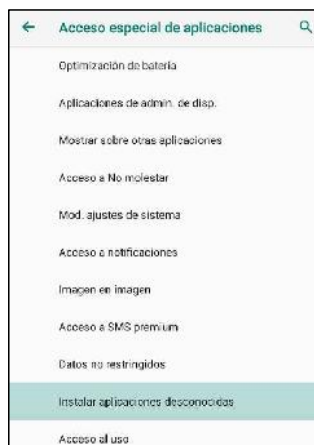 Acceso especial de aplicaciones
Optimización de batería
Aplicaciones de admin. de disp.
Mostrar sobre otras aplicaciones
Acceso a No molestar
Mod. ajustes de sistema
Acceso a notificaciones
Imagen en imagen
Acceso a SMS premium
Datos no restringidos
Instalar aplicaciones desconocidas
Acceso al uso